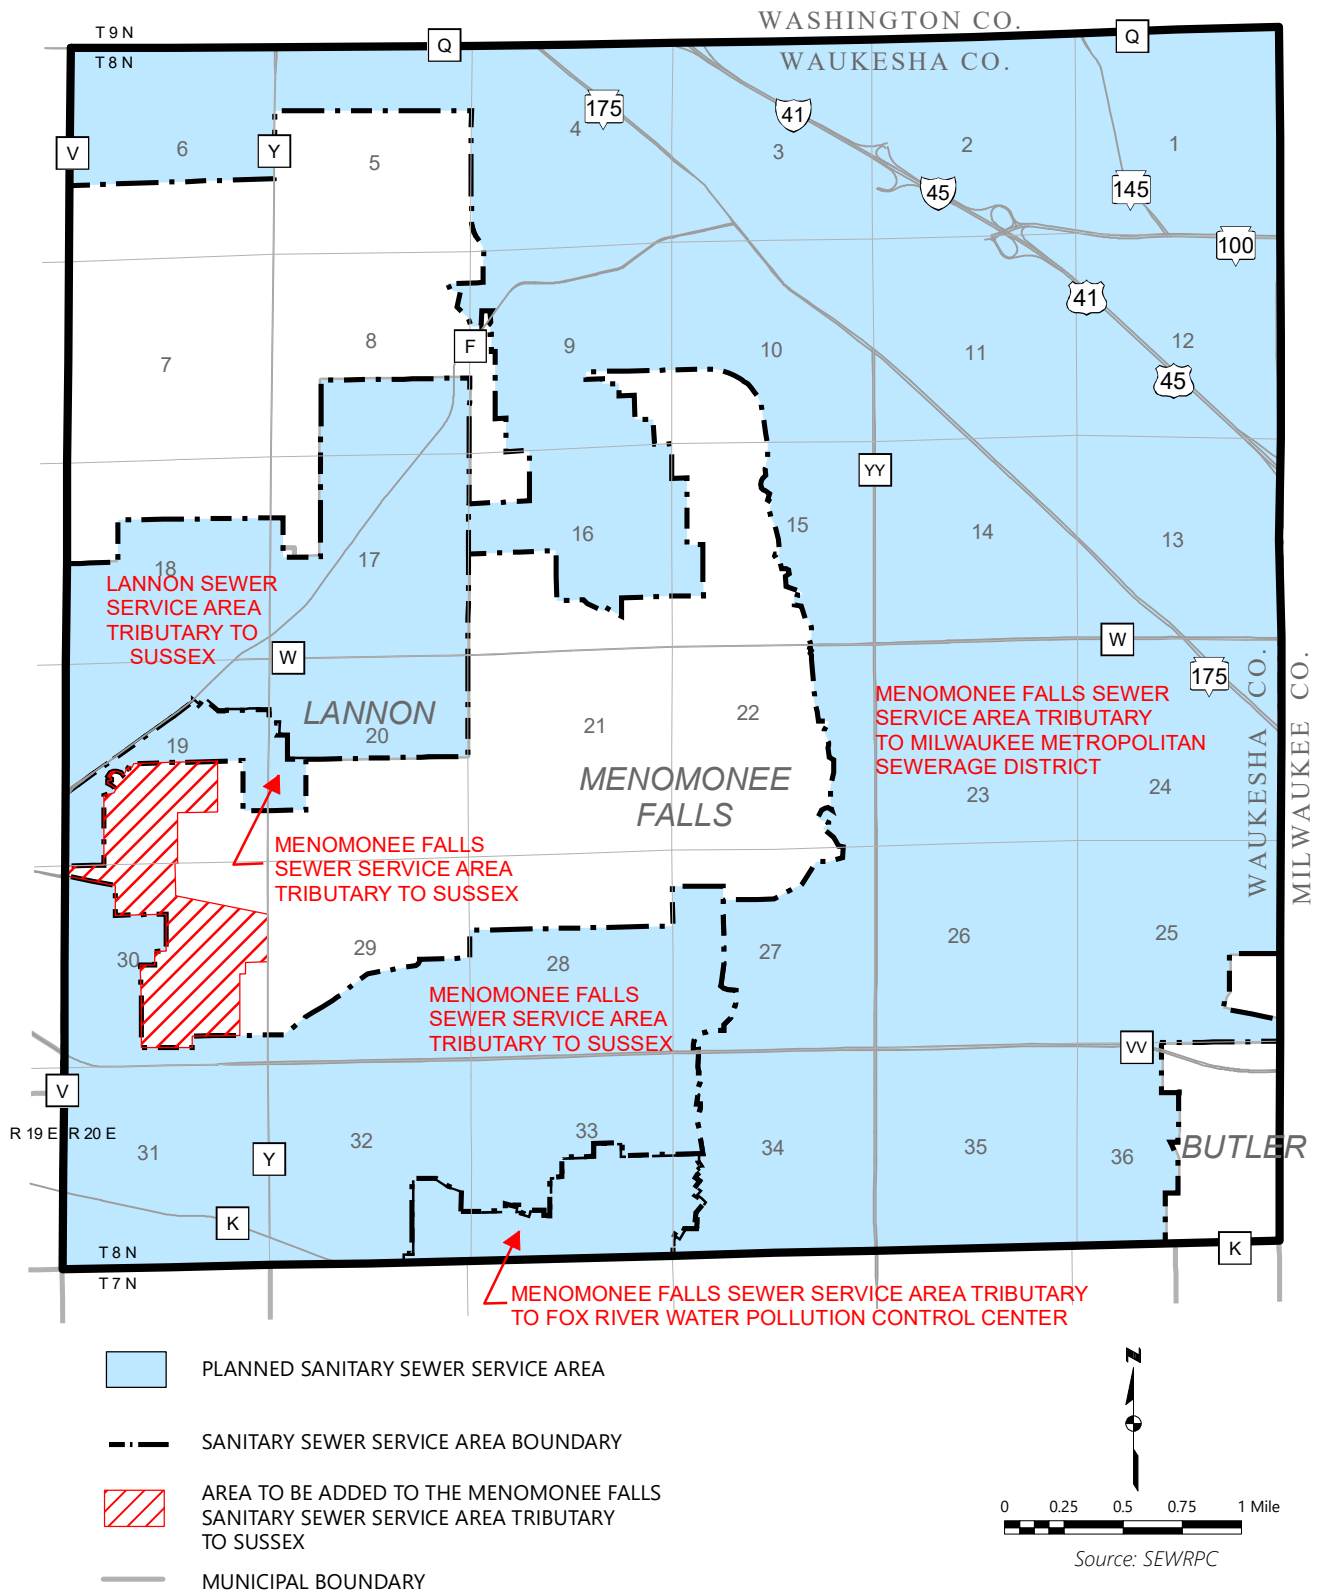 WASHINGTON CO.
T 9 N
Q
Q
T 8 N
WAUKESHA CO.
175
41
4
1
V
6
Y
5
3
2
45
145
100
41
7
8
F
9
10
11
12
45
YY
16
15
14
13
18
17
LANNON SEWER
SERVICE AREA
TRIBUTARY TO
SUSSEX
W
W
175
WAUKESHA CO.
MILWAUKEE CO.
MENOMONEE FALLS SEWER
SERVICE AREA TRIBUTARY
TO MILWAUKEE METROPOLITAN
SEWERAGE DISTRICT
LANNON
19
20
21
22
MENOMONEE
FALLS
23
24
MENOMONEE FALLS
SEWER SERVICE AREA
TRIBUTARY TO SUSSEX
30
29
28
27
26
25
MENOMONEE FALLS
SEWER SERVICE AREA
TRIBUTARY TO SUSSEX
VV
V
R 19 E
R 20 E
31
Y
32
33
34
35
36
BUTLER
K
K
T 8 N
T 7 N
MENOMONEE FALLS SEWER SERVICE AREA TRIBUTARY
TO FOX RIVER WATER POLLUTION CONTROL CENTER
PLANNED SANITARY SEWER SERVICE AREA
SANITARY SEWER SERVICE AREA BOUNDARY
AREA TO BE ADDED TO THE MENOMONEE FALLS
SANITARY SEWER SERVICE AREA TRIBUTARY
TO SUSSEX
MUNICIPAL BOUNDARY
N
0 0.25 0.5 0.75 1 Mile
Source: SEWRPC